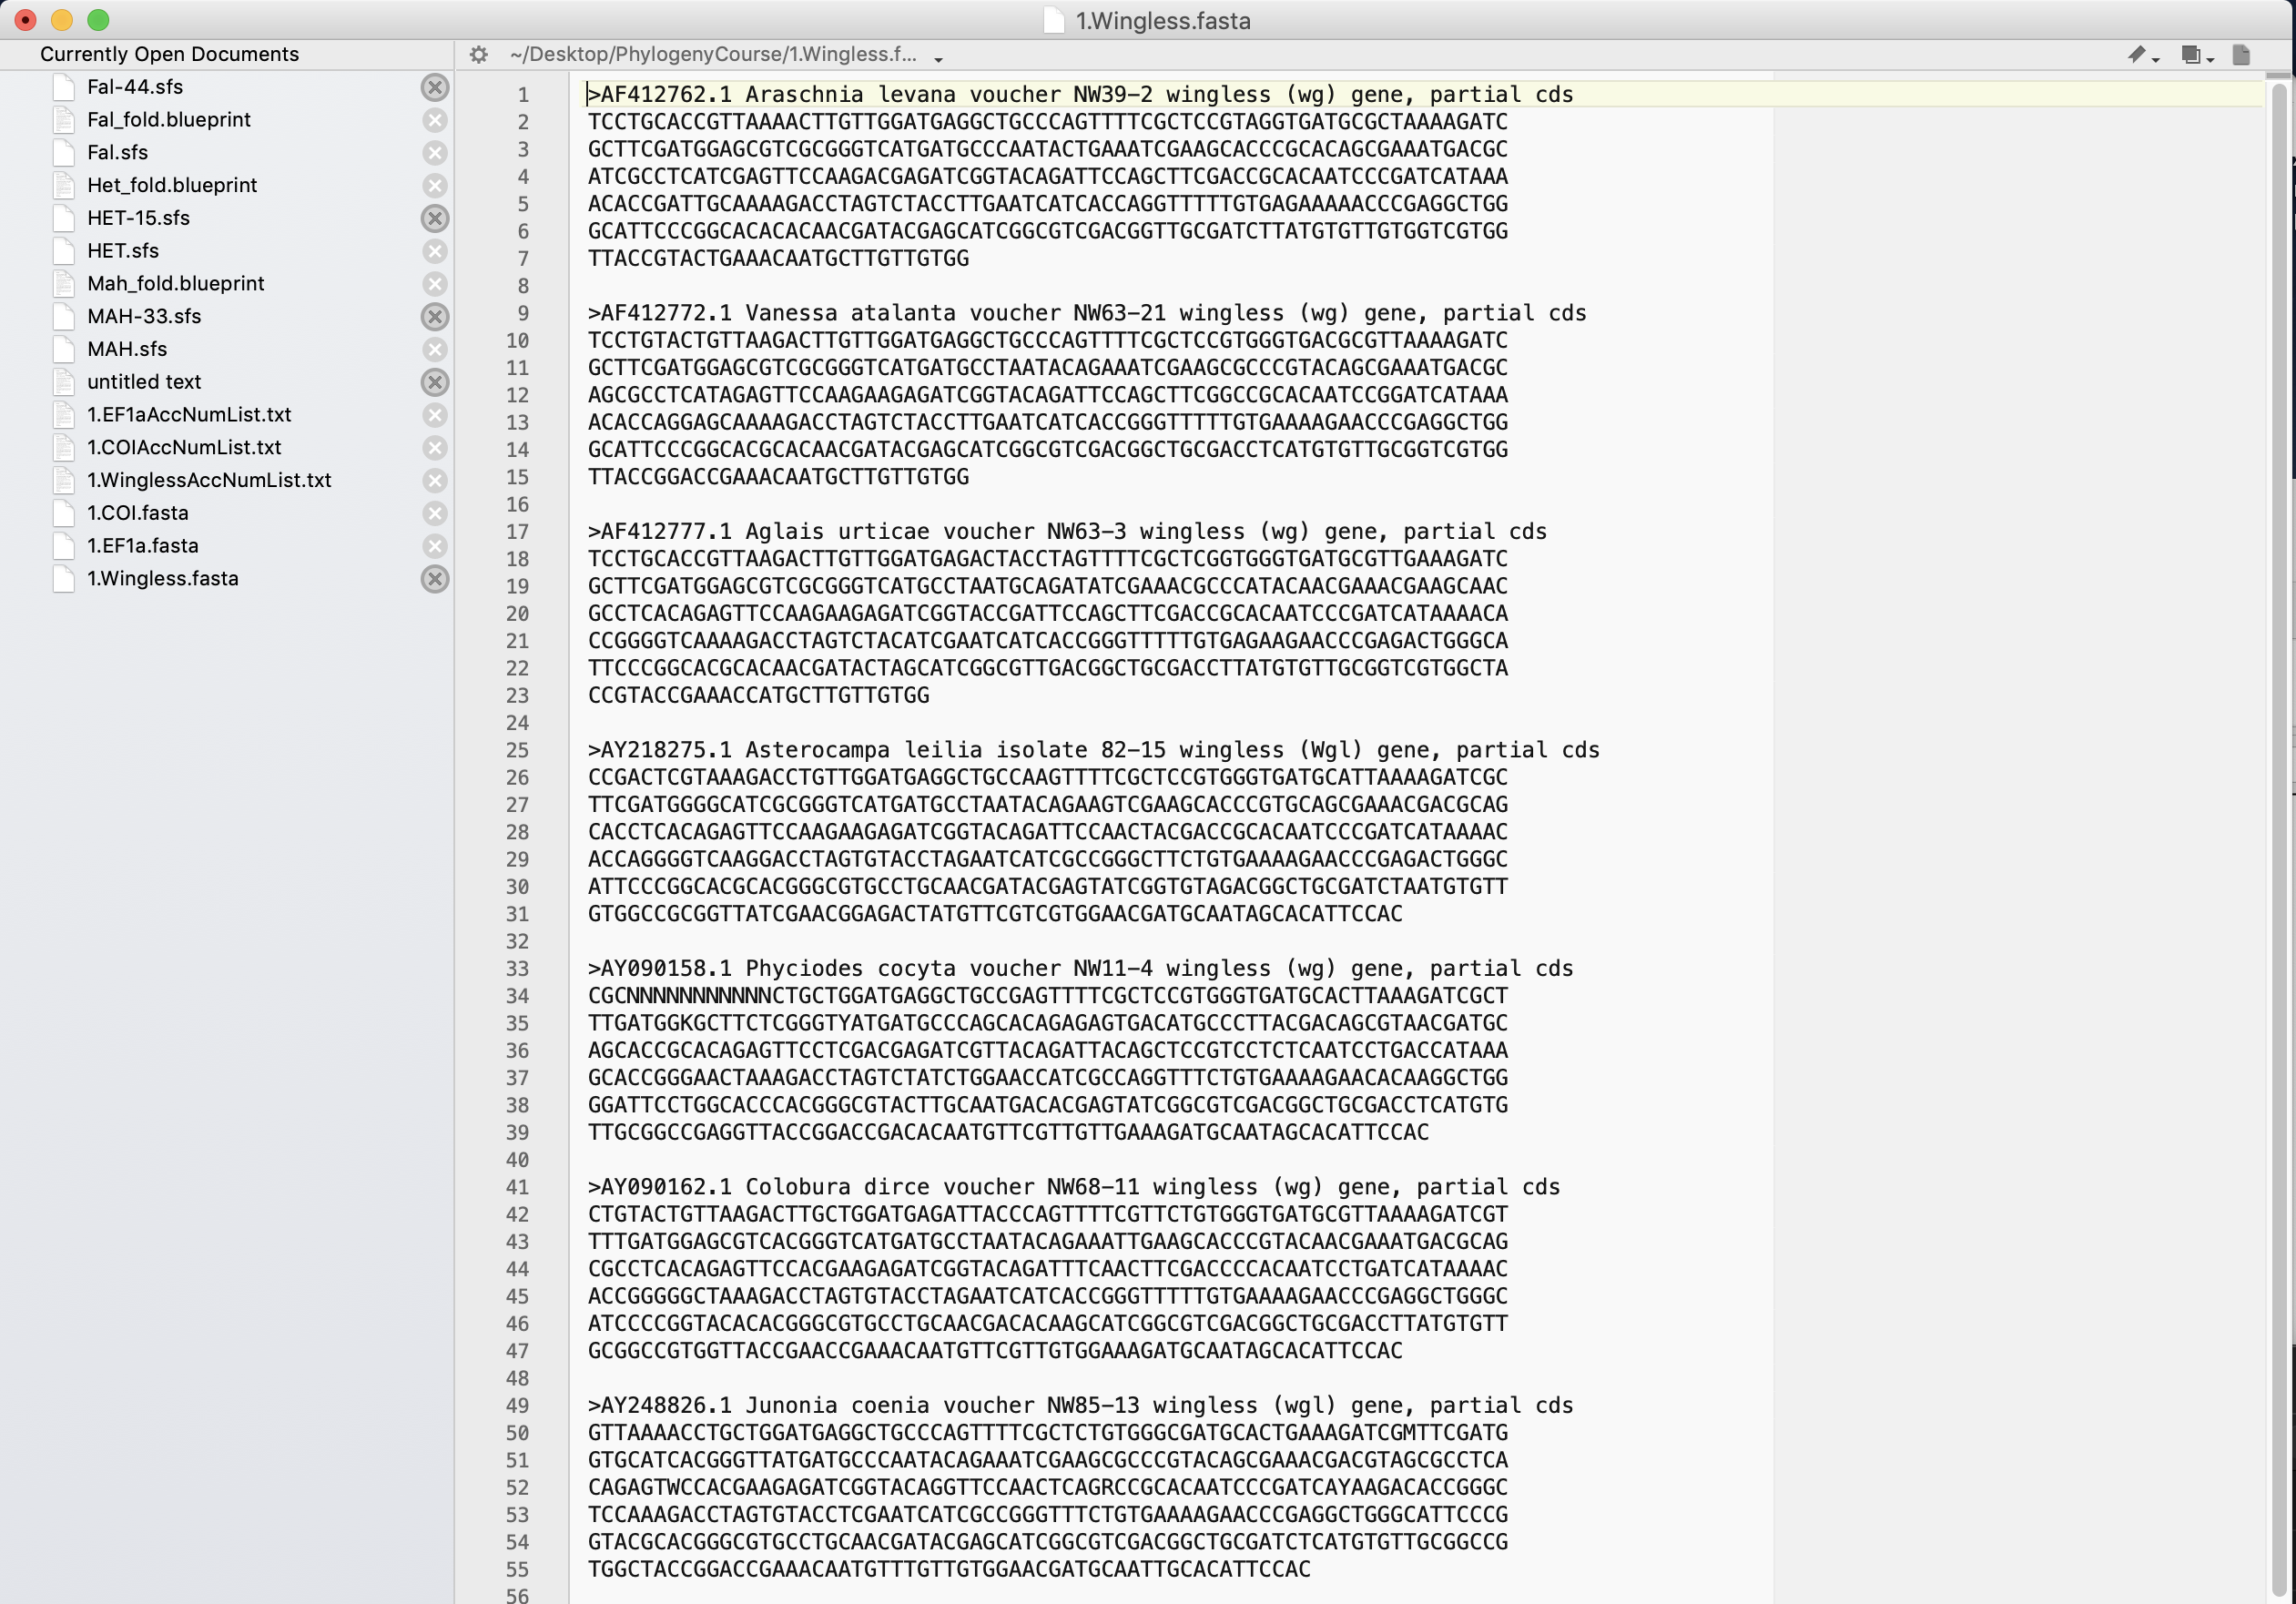 1.Wingless.fasta
Currently Open Documents
~/Desktop/PhylogenyCourse/1.Wingless.f...
Fal-44.sfs
Fal_fold.blueprint
Fal.sfs
Het_fold.blueprint
HET-15.sfs
HET.sfs
Mah_fold.blueprint
MAH-33.sfs
MAH.sfs
untitled text
1.EF1aAccNumList.txt
1.COIAccNumList.txt
1.WinglessAccNumList.txt
1.COI.fasta
1.EF1a.fasta
1.Wingless.fasta
1 >AF412762.1 Araschnia levana voucher NW39-2 wingless (wg) gene, partial cds
2 TCCTGCACCGTTAAAACTTGTTGGATGAGGCTGCCCAGTTTTCGCTCCGTAGGTGATGCGCTAAAAGATC
3 GCTTCGATGGAGCGTCGCGGGTCATGATGCCCAATACTGAAATCGAAGCACCCGCACAGCGAAATGACGC
4 ATCGCCTCATCGAGTTCCAAGACGAGATCGGTACAGATTCCAGCTTCGACCGCACAATCCCGATCATAAA
5 ACACCGATTGCAAAAGACCTAGTCTACCTTGAATCATCACCAGGTTTTTGTGAGAAAAACCCGAGGCTGG
6 GCATTCCCGGCACACACAACGATACGAGCATCGGCGTCGACGGTTGCGATCTTATGTGTTGTGGTCGTGG
7 TTACCGTACTGAAACAATGCTTGTTGTGG
8
9 >AF412772.1 Vanessa atalanta voucher NW63-21 wingless (wg) gene, partial cds
10 TCCTGTACTGTTAAGACTTGTTGGATGAGGCTGCCCAGTTTTCGCTCCGTGGGTGACGCGTTAAAAGATC
11 GCTTCGATGGAGCGTCGCGGGTCATGATGCCTAATACAGAAATCGAAGCGCCCGTACAGCGAAATGACGC
12 AGCGCCTCATAGAGTTCCAAGAAGAGATCGGTACAGATTCCAGCTTCGGCCGCACAATCCGGATCATAAA
13 ACACCAGGAGCAAAAGACCTAGTCTACCTTGAATCATCACCGGGTTTTTGTGAAAAGAACCCGAGGCTGG
14 GCATTCCCGGCACGCACAACGATACGAGCATCGGCGTCGACGGCTGCGACCTCATGTGTTGCGGTCGTGG
15 TTACCGGACCGAAACAATGCTTGTTGTGG
16
17 >AF412777.1 Aglais urticae voucher NW63-3 wingless (wg) gene, partial cds
18 TCCTGCACCGTTAAGACTTGTTGGATGAGACTACCTAGTTTTCGCTCGGTGGGTGATGCGTTGAAAGATC
19 GCTTCGATGGAGCGTCGCGGGTCATGCCTAATGCAGATATCGAAACGCCCATACAACGAAACGAAGCAAC
20 GCCTCACAGAGTTCCAAGAAGAGATCGGTACCGATTCCAGCTTCGACCGCACAATCCCGATCATAAAACA
21 CCGGGGTCAAAAGACCTAGTCTACATCGAATCATCACCGGGTTTTTGTGAGAAGAACCCGAGACTGGGCA
22 TTCCCGGCACGCACAACGATACTAGCATCGGCGTTGACGGCTGCGACCTTATGTGTTGCGGTCGTGGCTA
23 CCGTACCGAAACCATGCTTGTTGTGG
24
25 >AY218275.1 Asterocampa leilia isolate 82-15 wingless (Wgl) gene, partial cds
26 CCGACTCGTAAAGACCTGTTGGATGAGGCTGCCAAGTTTTCGCTCCGTGGGTGATGCATTAAAAGATCGC
27 TTCGATGGGGCATCGCGGGTCATGATGCCTAATACAGAAGTCGAAGCACCCGTGCAGCGAAACGACGCAG
28 CACCTCACAGAGTTCCAAGAAGAGATCGGTACAGATTCCAACTACGACCGCACAATCCCGATCATAAAAC
29 ACCAGGGGTCAAGGACCTAGTGTACCTAGAATCATCGCCGGGCTTCTGTGAAAAGAACCCGAGACTGGGC
30 ATTCCCGGCACGCACGGGCGTGCCTGCAACGATACGAGTATCGGTGTAGACGGCTGCGATCTAATGTGTT
31 GTGGCCGCGGTTATCGAACGGAGACTATGTTCGTCGTGGAACGATGCAATAGCACATTCCAC
32
33 >AY090158.1 Phyciodes cocyta voucher NW11-4 wingless (wg) gene, partial cds
34 CGCNNNNNNNNNNNCTGCTGGATGAGGCTGCCGAGTTTTCGCTCCGTGGGTGATGCACTTAAAGATCGCT
35 TTGATGGKGCTTCTCGGGTYATGATGCCCAGCACAGAGAGTGACATGCCCTTACGACAGCGTAACGATGC
36 AGCACCGCACAGAGTTCCTCGACGAGATCGTTACAGATTACAGCTCCGTCCTCTCAATCCTGACCATAAA
37 GCACCGGGAACTAAAGACCTAGTCTATCTGGAACCATCGCCAGGTTTCTGTGAAAAGAACACAAGGCTGG
38 GGATTCCTGGCACCCACGGGCGTACTTGCAATGACACGAGTATCGGCGTCGACGGCTGCGACCTCATGTG
39 TTGCGGCCGAGGTTACCGGACCGACACAATGTTCGTTGTTGAAAGATGCAATAGCACATTCCAC
40
41 >AY090162.1 Colobura dirce voucher NW68-11 wingless (wg) gene, partial cds
42 CTGTACTGTTAAGACTTGCTGGATGAGATTACCCAGTTTTCGTTCTGTGGGTGATGCGTTAAAAGATCGT
43 TTTGATGGAGCGTCACGGGTCATGATGCCTAATACAGAAATTGAAGCACCCGTACAACGAAATGACGCAG
44 CGCCTCACAGAGTTCCACGAAGAGATCGGTACAGATTTCAACTTCGACCCCACAATCCTGATCATAAAAC
45 ACCGGGGGCTAAAGACCTAGTGTACCTAGAATCATCACCGGGTTTTTGTGAAAAGAACCCGAGGCTGGGC
46 ATCCCCGGTACACACGGGCGTGCCTGCAACGACACAAGCATCGGCGTCGACGGCTGCGACCTTATGTGTT
47 GCGGCCGTGGTTACCGAACCGAAACAATGTTCGTTGTGGAAAGATGCAATAGCACATTCCAC
48
49 >AY248826.1 Junonia coenia voucher NW85-13 wingless (wgl) gene, partial cds
50 GTTAAAACCTGCTGGATGAGGCTGCCCAGTTTTCGCTCTGTGGGCGATGCACTGAAAGATCGMTTCGATG
51 GTGCATCACGGGTTATGATGCCCAATACAGAAATCGAAGCGCCCGTACAGCGAAACGACGTAGCGCCTCA
52 CAGAGTWCCACGAAGAGATCGGTACAGGTTCCAACTCAGRCCGCACAATCCCGATCAYAAGACACCGGGC
53 TCCAAAGACCTAGTGTACCTCGAATCATCGCCGGGTTTCTGTGAAAAGAACCCGAGGCTGGGCATTCCCG
54 GTACGCACGGGCGTGCCTGCAACGATACGAGCATCGGCGTCGACGGCTGCGATCTCATGTGTTGCGGCCG
55 TGGCTACCGGACCGAAACAATGTTTGTTGTGGAACGATGCAATTGCACATTCCAC
56